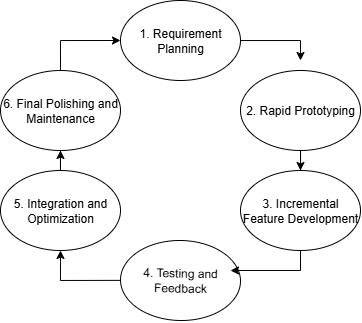 1. Requirement
Planning
2. Rapid Prototyping
3. Incremental
Feature Development
4. Testing and
Feedback
5. Integration and
Optimization
6. Final Polishing and
Maintenance